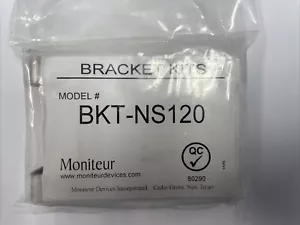 BRACKET KITS
MODEL #
BKT-NS120
Moniteur
www.moniteurdevices.com
QC
80290
Moniteur Devices Incorporated Cedar Grove, New Jersey